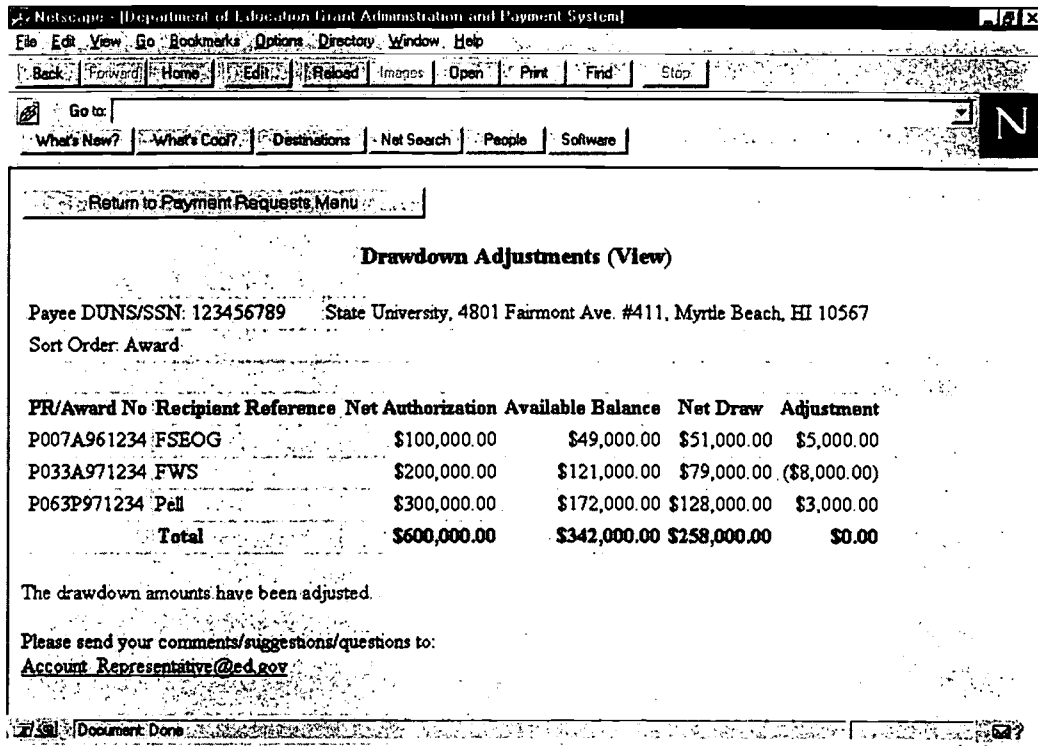 Netscape - [Department of Education Grant Administration and Payment System]
File Edit View Go Bookmarks Options Directory Window Help
Back Forward Home Edit Reload Images Open Print Find Stop
Go to:
N
What's New? What's Cool? Destinations Net Search People Software
Return to Payment Requests Menu
Drawdown Adjustments (View)
Payee DUNS/SSN: 123456789 State University, 4801 Fairmont Ave. #411, Myrtle Beach, HI 10567
Sort Order: Award
PR/Award No Recipient Reference Net Authorization Available Balance Net Draw Adjustment
P007A961234 FSEOG $100,000.00 $49,000.00 $51,000.00 $5,000.00
P033A971234 FWS $200,000.00 $121,000.00 $79,000.00 ($8,000.00)
P063P971234 Pell $300,000.00 $172,000.00 $128,000.00 $3,000.00
Total $600,000.00 $342,000.00 $258,000.00 $0.00
The drawdown amounts have been adjusted.
Please send your comments/suggestions/questions to:
Account_Representative@ed.gov
Document: Done